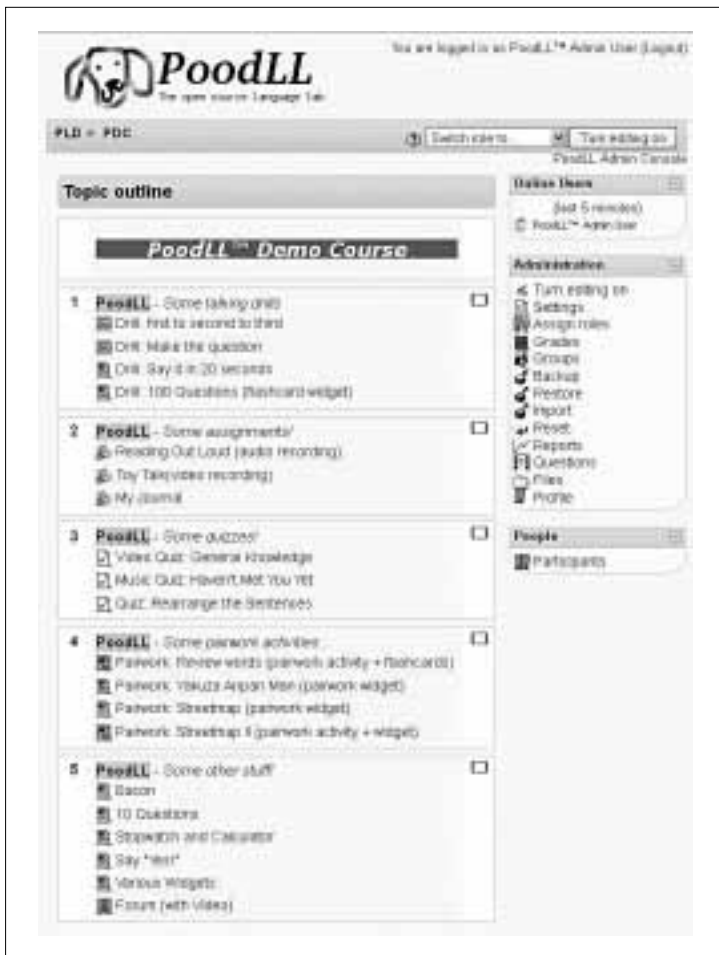 You are logged in as PoodLL™ Admin User (Logout)
PoodLL
The open source Language Lab
PLD » PDC
Switch role to...
Turn editing on
PoodLL Admin Console
Topic outline
PoodLL™ Demo Course
1 PoodLL - Some talking drills
Drill: first to second to third
Drill: Make the question
Drill: Say it in 20 seconds
Drill: 100 Questions (flashcard widget)
2 PoodLL - Some assignments!
Reading Out Loud (audio recording)
Toy Talk(video recording)
My Journal
3 PoodLL - Some quizzes!
Video Quiz: General Knowledge
Music Quiz: Haven't Met You Yet
Quiz: Rearrange the Sentences
4 PoodLL - Some pairwork activities
Pairwork: Review words (pairwork activity + flashcards)
Pairwork: Yakuza Anpan Man (pairwork widget)
Pairwork: Streetmap (pairwork widget)
Pairwork: Streetmap II (pairwork activity + widget)
5 PoodLL - Some other stuff!
Bacon
10 Questions
Stopwatch and Calculator
Say "test"
Various Widgets
Forum (with Video)
Online Users
(last 5 minutes)
PoodLL™ Admin User
Administration
Turn editing on
Settings
Assign roles
Grades
Groups
Backup
Restore
Import
Reset
Reports
Questions
Files
Profile
People
Participants